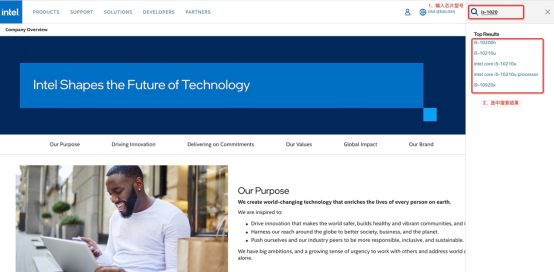 intel
PRODUCTS SUPPORT SOLUTIONS DEVELOPERS PARTNERS
USA (ENGLISH)
1、输入芯片型号
i5-1020
Company Overview
Top Results
i5-10200h
i5-10210u
intel core i5-10210u
intel core i5-10210u processor
i9-10920x
2、选中搜索结果
Intel Shapes the Future of Technology
Our Purpose Driving Innovation Delivering on Commitments Our Values Global Impact Our Brand
Our Purpose
We create world-changing technology that enriches the lives of every person on earth.
We are inspired to:
Drive innovation that makes the world safer, builds healthy and vibrant communities, and i
Harness our reach around the globe to better society, business, and the planet.
Push ourselves and our industry peers to be more responsible, inclusive, and sustainable.
We have big ambitions, and a growing sense of urgency to work with others and address world c
alone.